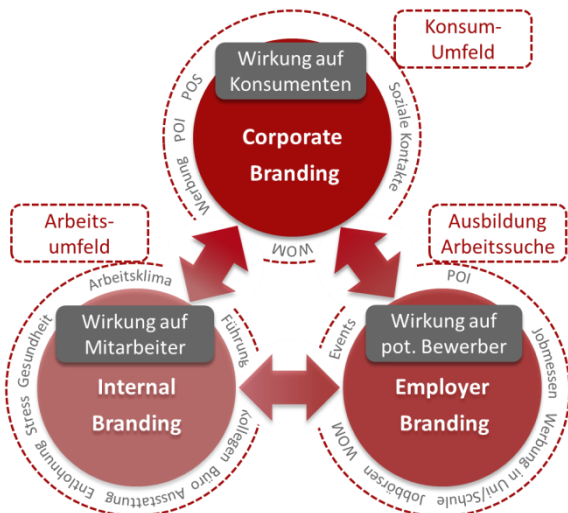 Konsum-
Umfeld
Wirkung auf
Konsumenten
Corporate
Branding
Werbung POI POS
Soziale Kontakte
WOM
Arbeits-
umfeld
Ausbildung
Arbeitssuche
Wirkung auf
Mitarbeiter
Internal
Branding
Entlohnung Stress Gesundheit
Arbeitsklima
Führung
Kollegen Büro Ausstattung
Wirkung auf
pot. Bewerber
Employer
Branding
Events
POI
Jobmessen
Werbung in Uni/Schule
Jobbörsen
WOM